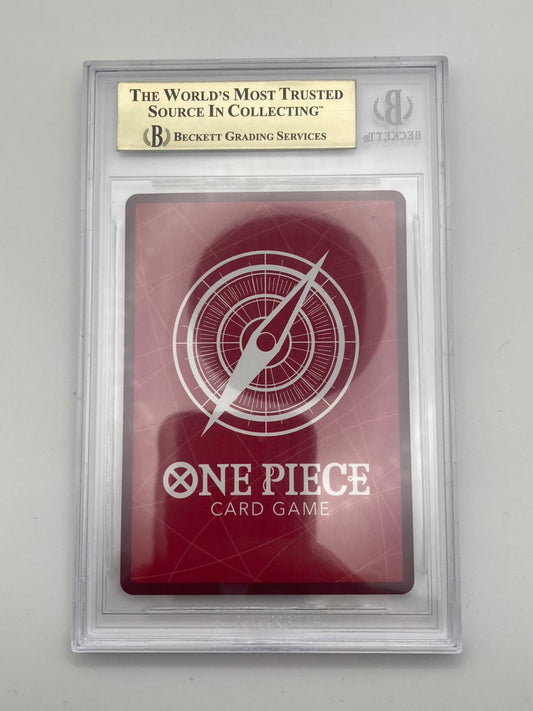 THE WORLD'S MOST TRUSTED
SOURCE IN COLLECTING™
B BECKETT GRADING SERVICES
B
BECKETT
ONE PIECE
CARD GAME